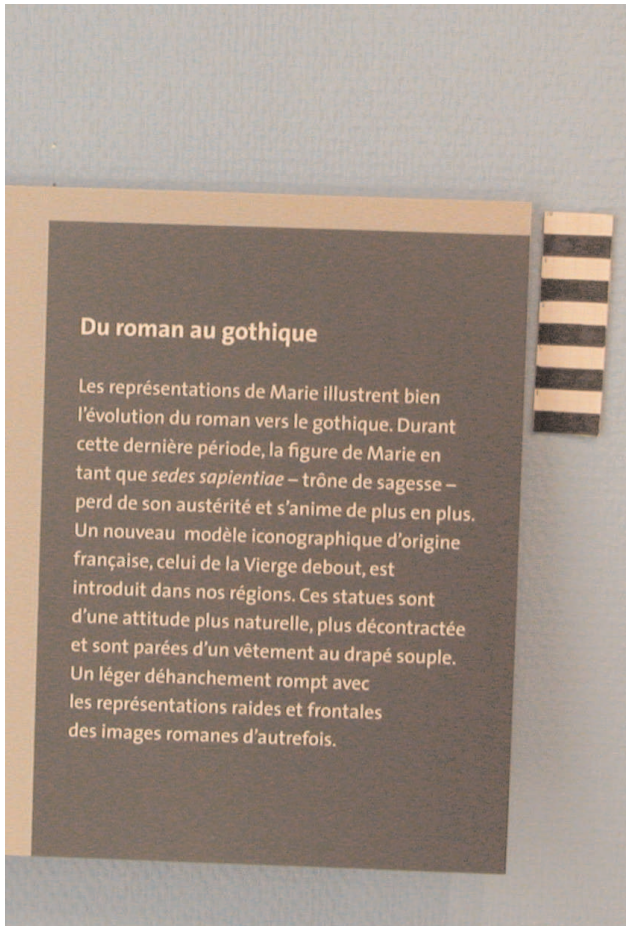 Du roman au gothique
Les représentations de Marie illustrent bien
l'évolution du roman vers le gothique. Durant
cette dernière période, la figure de Marie en
tant que sedes sapientiae – trône de sagesse –
perd de son austérité et s'anime de plus en plus.
Un nouveau modèle iconographique d'origine
française, celui de la Vierge debout, est
introduit dans nos régions. Ces statues sont
d'une attitude plus naturelle, plus décontractée
et sont parées d'un vêtement au drapé souple.
Un léger déhanchement rompt avec
les représentations raides et frontales
des images romanes d'autrefois.